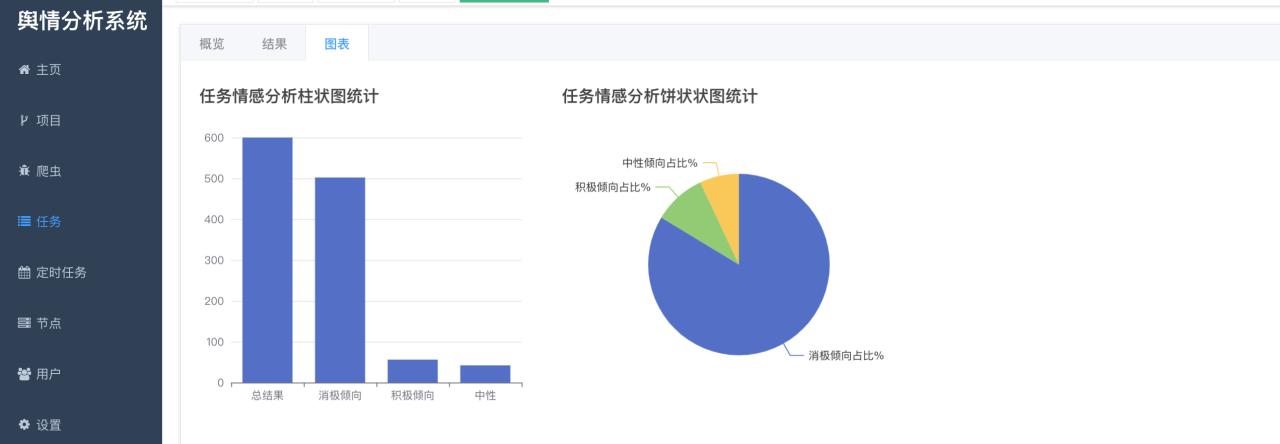 舆情分析系统
主页
项目
爬虫
任务
定时任务
节点
用户
设置
概览
结果
图表
任务情感分析柱状图统计
600
500
400
300
200
100
0
总结果
消极倾向
积极倾向
中性
任务情感分析饼状状图统计
中性倾向占比%
积极倾向占比%
消极倾向占比%